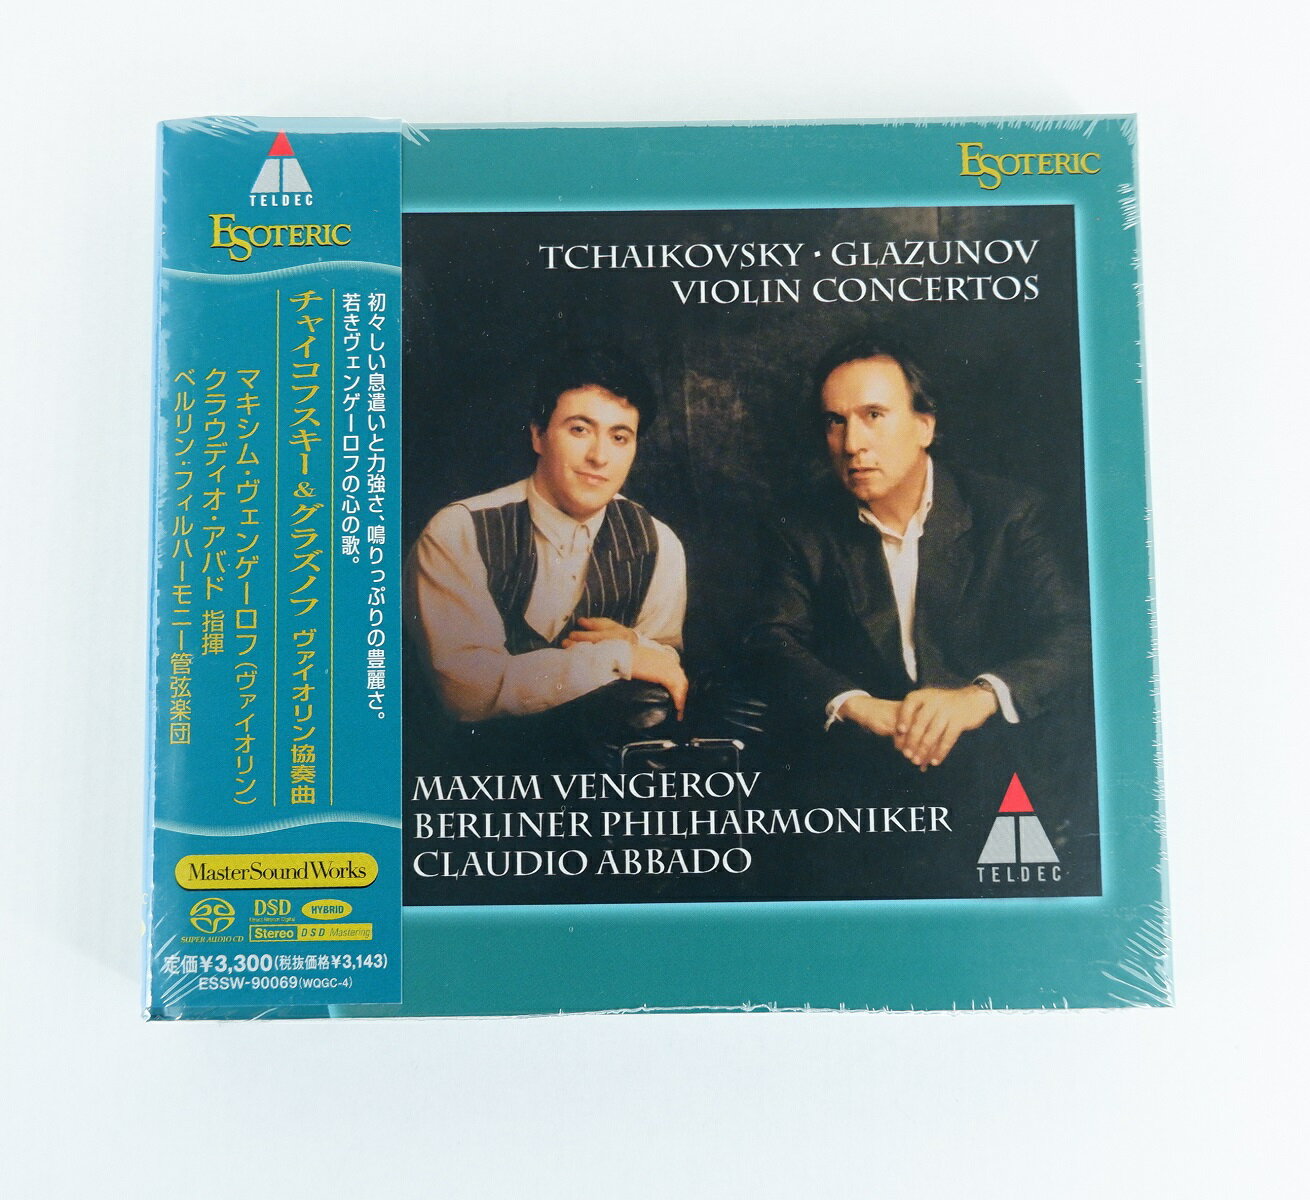 TELDEC
ESOTERIC
初々しい息遣いと力強さ、鳴りっぷりの豊麗さ。
若きヴェンゲーロフの心の歌。
チャイコフスキー&グラズノフ ヴァイオリン協奏曲
マキシム・ヴェンゲーロフ(ヴァイオリン)
クラウディオ・アバド 指揮
ベルリン・フィルハーモニー管弦楽団
MasterSoundWorks
SUPER AUDIO CD
DSD
Direct Stream Digital
HYBRID
Stereo
DSD Mastering
定価¥3,300(税抜価格¥3,143)
ESSW-90069(WQGC-4)
ESOTERIC
TCHAIKOVSKY · GLAZUNOV
VIOLIN CONCERTOS
MAXIM VENGEROV
BERLINER PHILHARMONIKER
CLAUDIO ABBADO
TELDEC